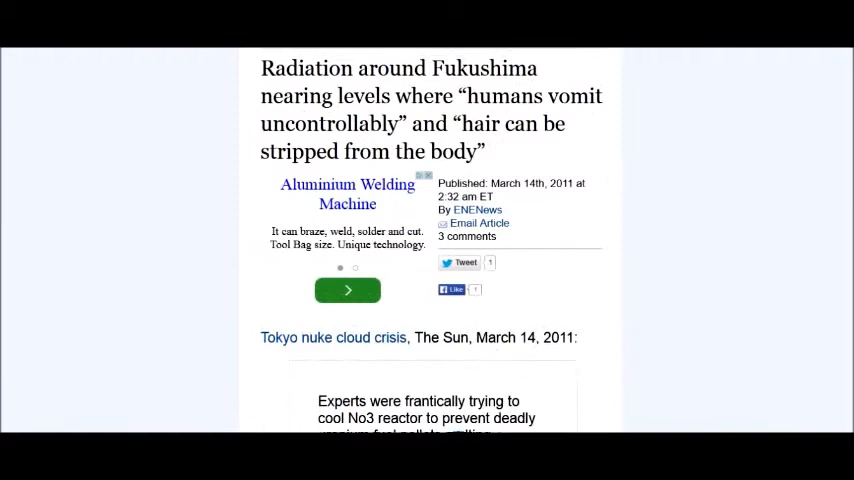 Radiation around Fukushima
nearing levels where “humans vomit
uncontrollably” and “hair can be
stripped from the body”
Aluminium Welding
Machine
It can braze, weld, solder and cut.
Tool Bag size. Unique technology.
Published: March 14th, 2011 at
2:32 am ET
By ENENews
Email Article
3 comments
Tweet 1
Like 1
Tokyo nuke cloud crisis, The Sun, March 14, 2011:
Experts were frantically trying to
cool No3 reactor to prevent deadly
uranium fuel pellets